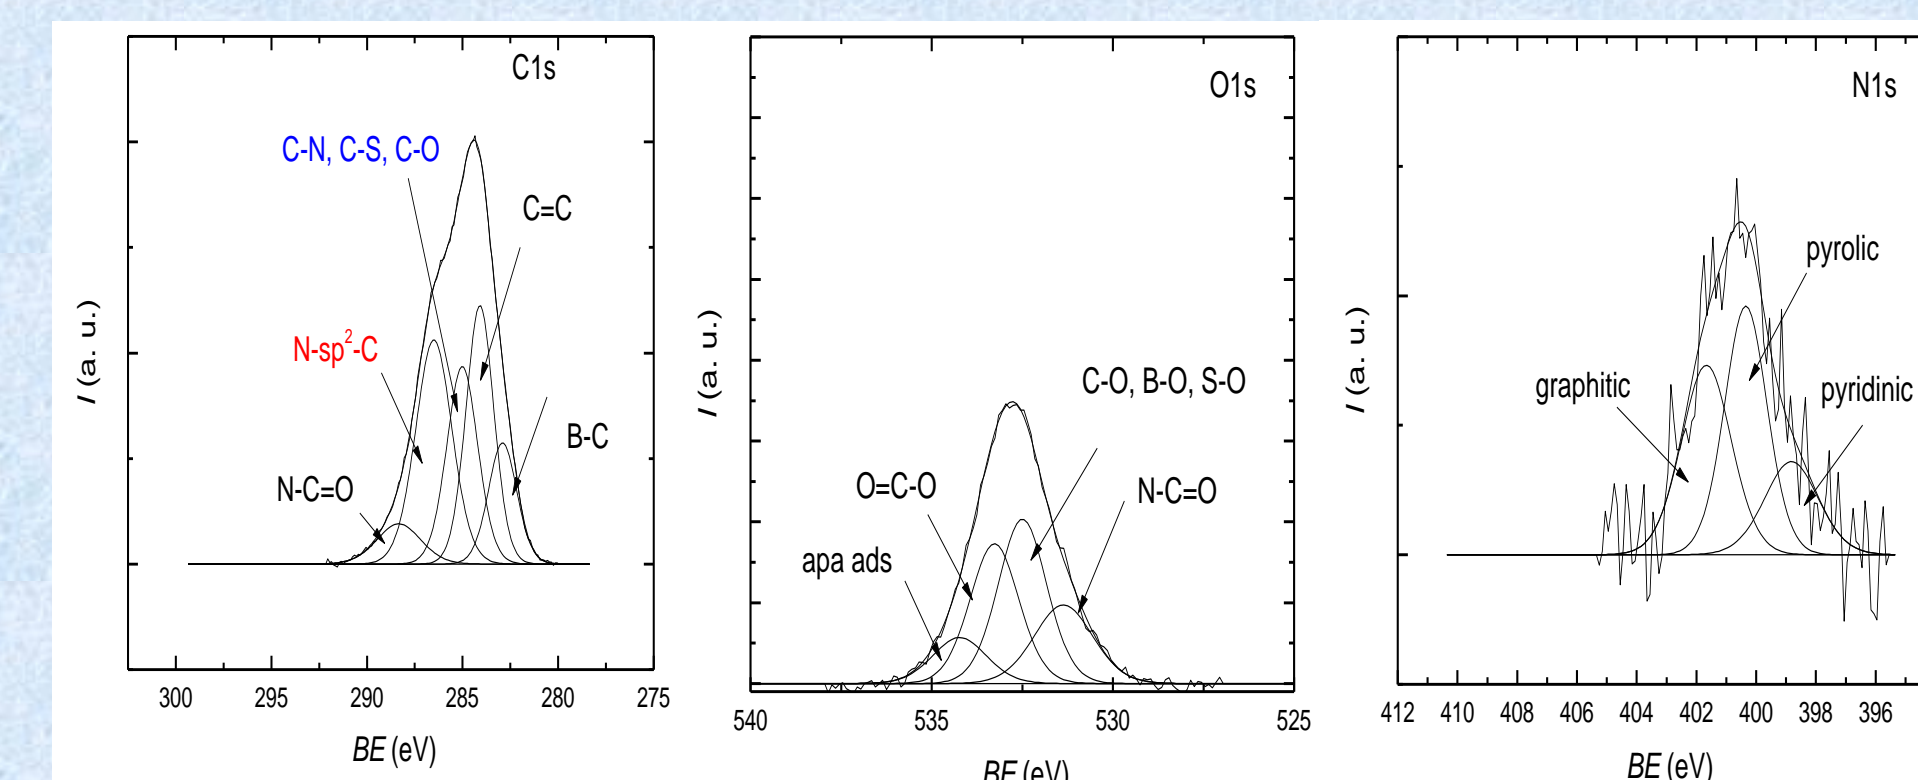 C1s
C-N, C-S, C-O
C=C
N-sp2-C
B-C
N-C=O
I (a. u.)
300 295 290 285 280 275
BE (eV)
O1s
C-O, B-O, S-O
O=C-O
N-C=O
apa ads
I (a. u.)
540 535 530 525
BE (eV)
N1s
pyrolic
graphitic
pyridinic
I (a. u.)
412 410 408 406 404 402 400 398 396
BE (eV)